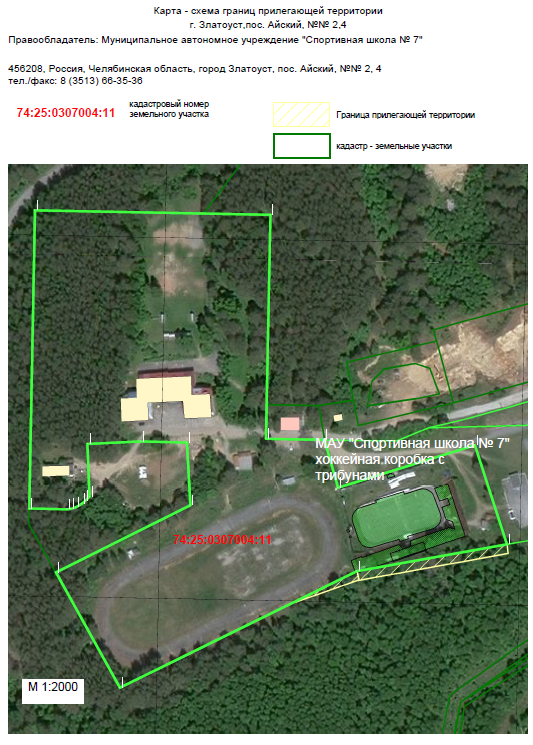 Карта - схема границ прилегающей территории
г. Златоуст,пос. Айский, №№ 2,4
Правообладатель: Муниципальное автономное учреждение "Спортивная школа № 7"
456208, Россия, Челябинская область, город Златоуст, пос. Айский, №№ 2, 4
тел./факс: 8 (3513) 66-35-36
74:25:0307004:11
кадастровый номер
земельного участка
Граница прилегающей территории
кадастр - земельные участки
МАУ "Спортивная школа № 7"
хоккейная коробка с
трибунами
74:25:0307004:11
М 1:2000